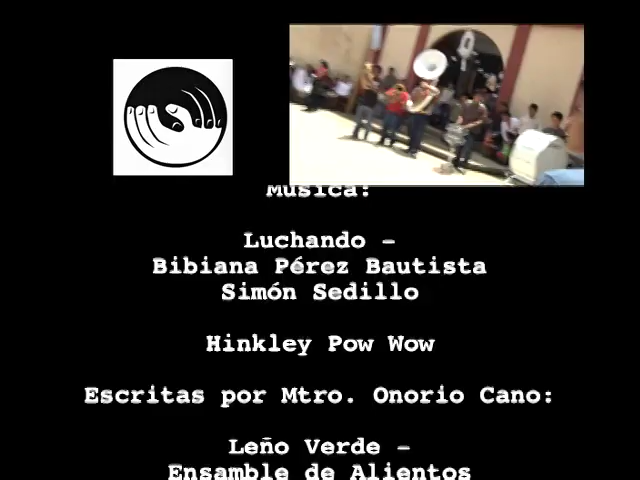 Música:
Luchando -
Bibiana Pérez Bautista
Simón Sedillo
Hinkley Pow Wow
Escritas por Mtro. Onorio Cano:
Leño Verde -
Ensamble de Alientos